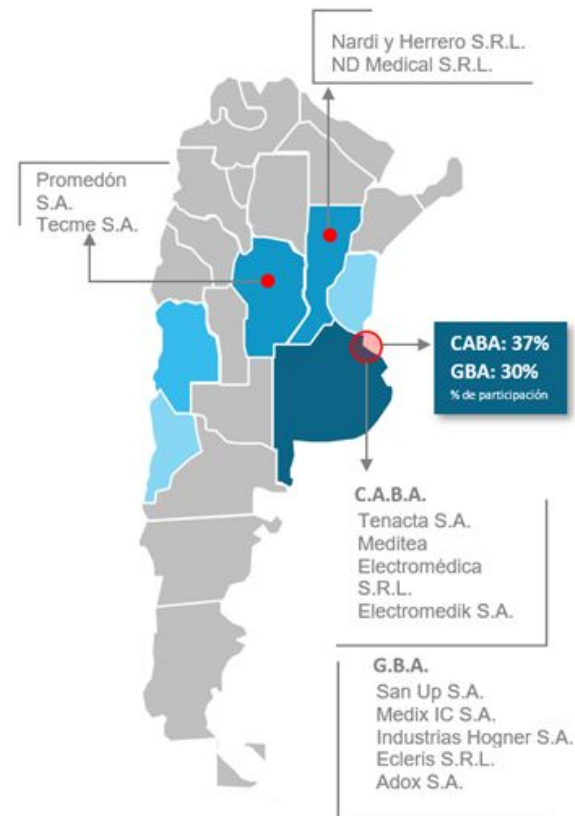 Nardi y Herrero S.R.L.
ND Medical S.R.L.
Promedón
S.A.
Tecme S.A.
CABA: 37%
GBA: 30%
% de participación
C.A.B.A.
Tenacta S.A.
Meditea
Electromédica
S.R.L.
Electromedik S.A.
G.B.A.
San Up S.A.
Medix IC S.A.
Industrias Hogner S.A.
Ecleris S.R.L.
Adox S.A.